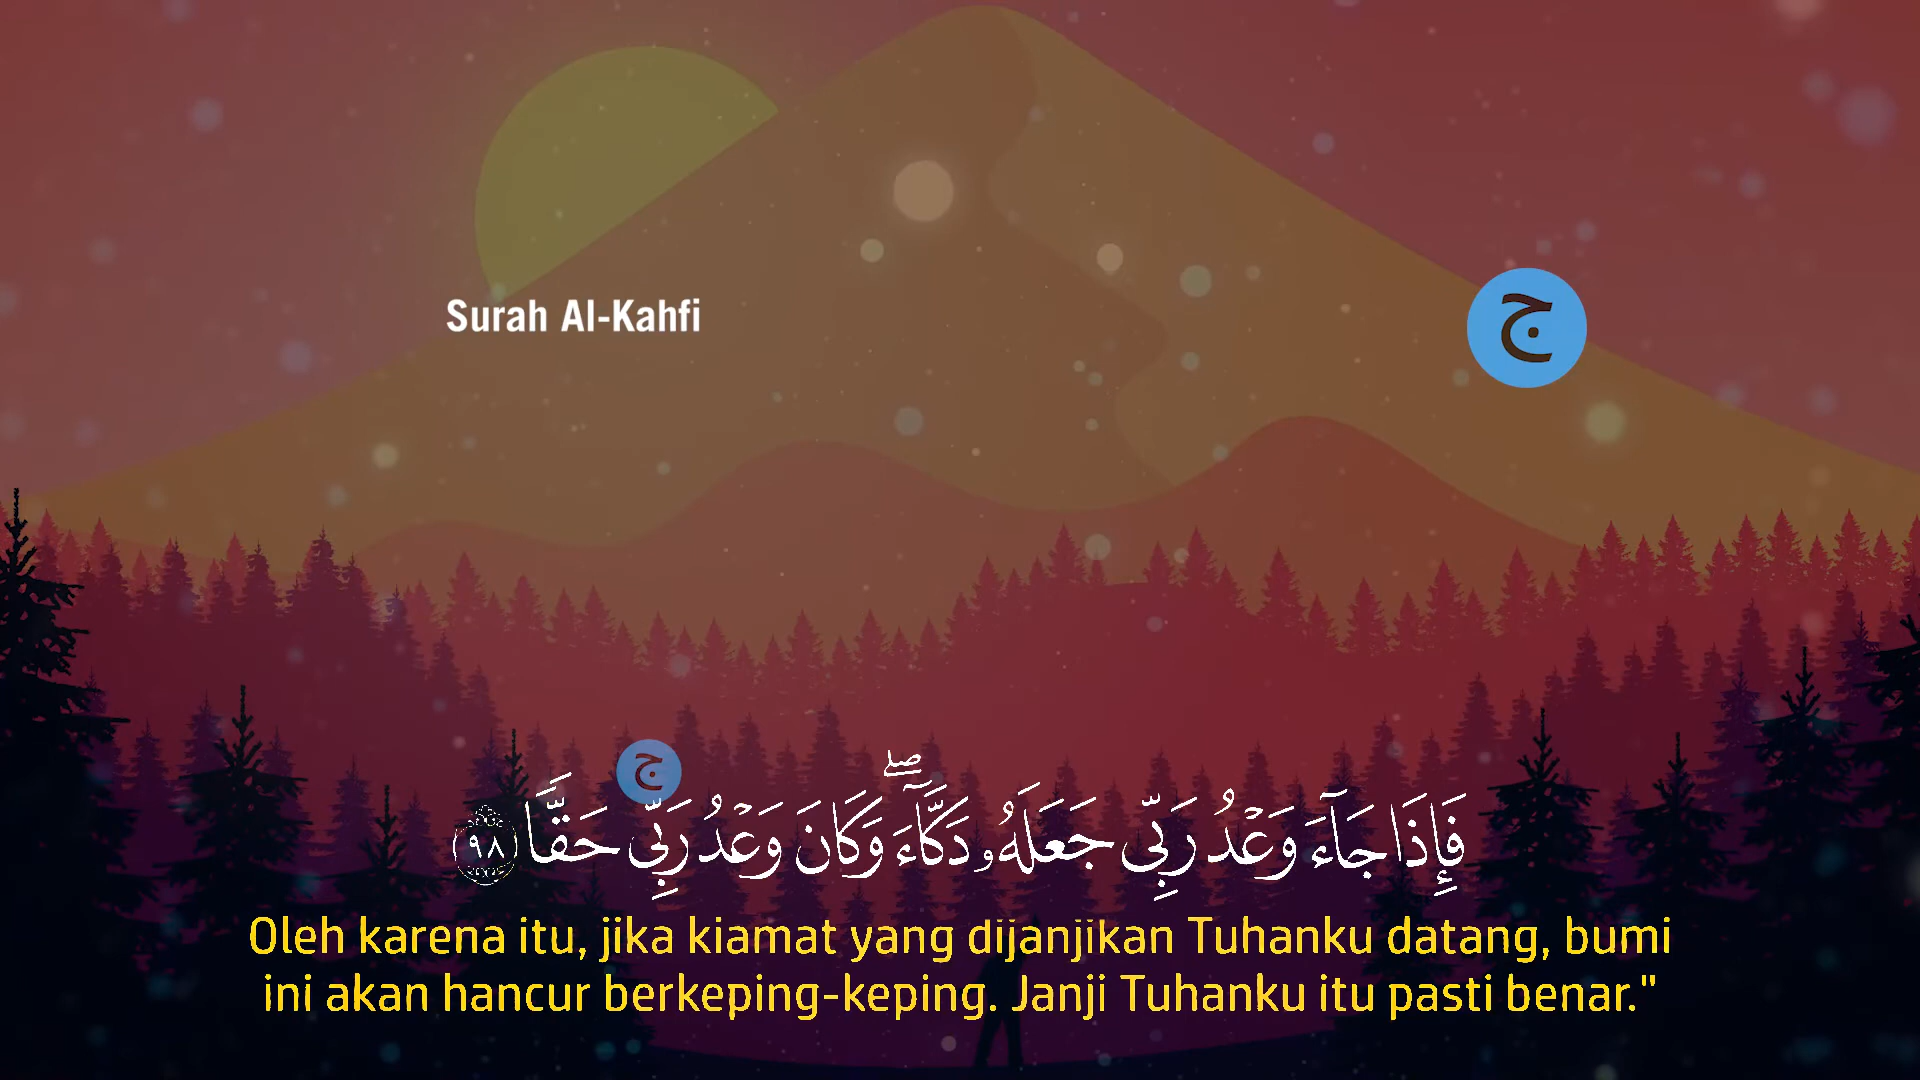 Surah Al-Kahfi
ج
ج
فَإِذَا جَآءَ وَعْدُ رَبِّى جَعَلَهُۥ دَكَّآءَ ۖ وَكَانَ وَعْدُ رَبِّى حَقًّا ﴿٩٨﴾
Oleh karena itu, jika kiamat yang dijanjikan Tuhanku datang, bumi
ini akan hancur berkeping-keping. Janji Tuhanku itu pasti benar."